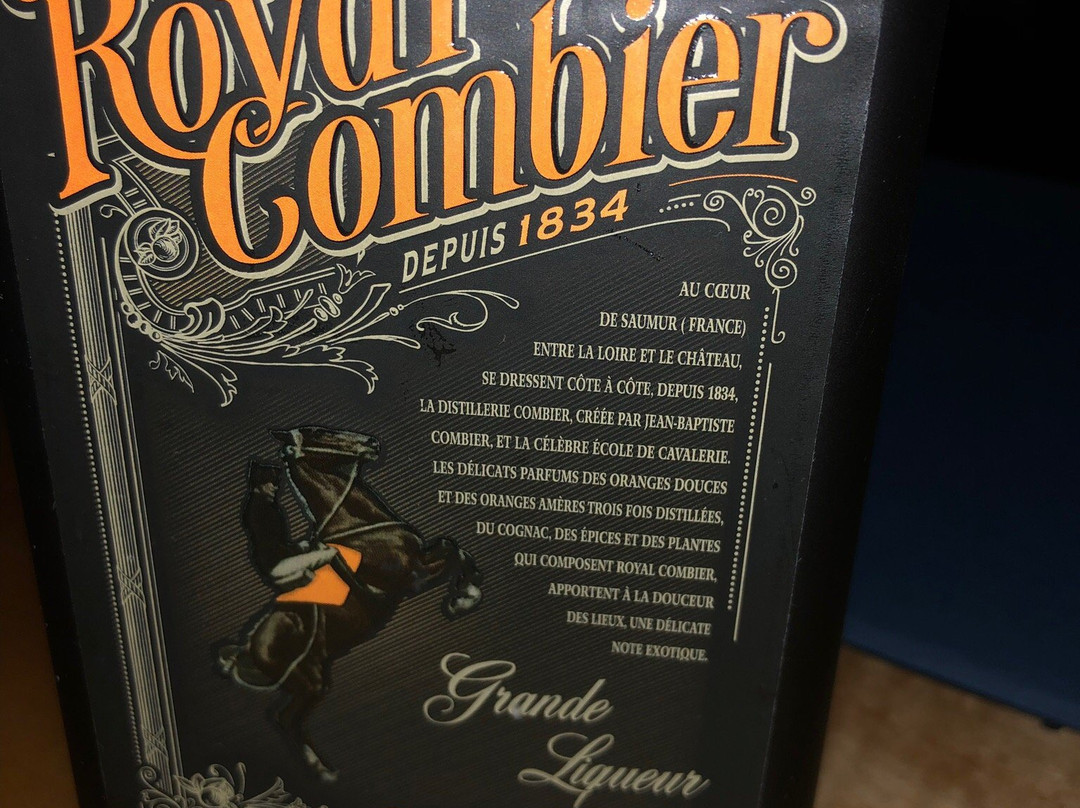 Royal
Combier
DEPUIS 1834
AU CŒUR
DE SAUMUR ( FRANCE)
ENTRE LA LOIRE ET LE CHÂTEAU,
SE DRESSENT CÔTE À CÔTE, DEPUIS 1834,
LA DISTILLERIE COMBIER, CRÉÉE PAR JEAN-BAPTISTE
COMBIER, ET LA CÉLÈBRE ÉCOLE DE CAVALERIE.
LES DÉLICATS PARFUMS DES ORANGES DOUCES
ET DES ORANGES AMÈRES TROIS FOIS DISTILLÉES,
DU COGNAC, DES ÉPICES ET DES PLANTES
QUI COMPOSENT ROYAL COMBIER,
APPORTENT À LA DOUCEUR
DES LIEUX, UNE DÉLICATE
NOTE EXOTIQUE.
Grande
Liqueur